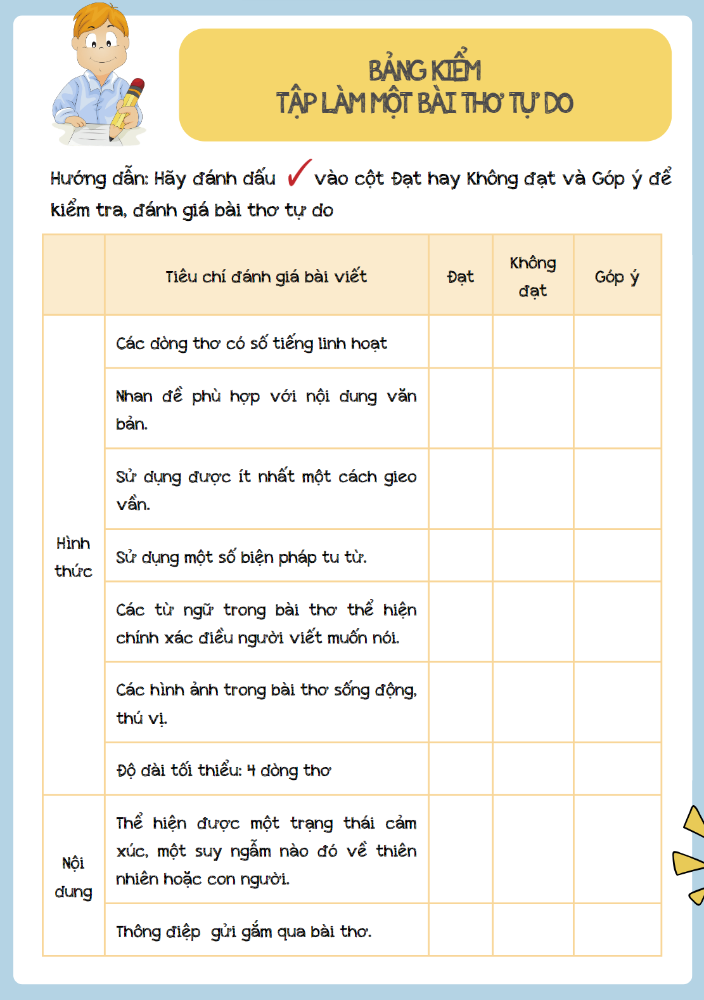 BẢNG KIỂM
TẬP LÀM MỘT BÀI THƠ TỰ DO
Hướng dẫn: Hãy đánh dấu ✓ vào cột Đạt hay Không đạt và Góp ý để
kiểm tra, đánh giá bài thơ tự do
Tiêu chí đánh giá bài viết
Đạt
Không
đạt
Góp ý
Hình
thức
Các dòng thơ có số tiếng linh hoạt
Nhan đề phù hợp với nội dung văn
bản.
Sử dụng được ít nhất một cách gieo
vần.
Sử dụng một số biện pháp tu từ.
Các từ ngữ trong bài thơ thể hiện
chính xác điều người viết muốn nói.
Các hình ảnh trong bài thơ sống động,
thú vị.
Độ dài tối thiểu: 4 dòng thơ
Nội
dung
Thể hiện được một trạng thái cảm
xúc, một suy ngẫm nào đó về thiên
nhiên hoặc con người.
Thông điệp gửi gắm qua bài thơ.